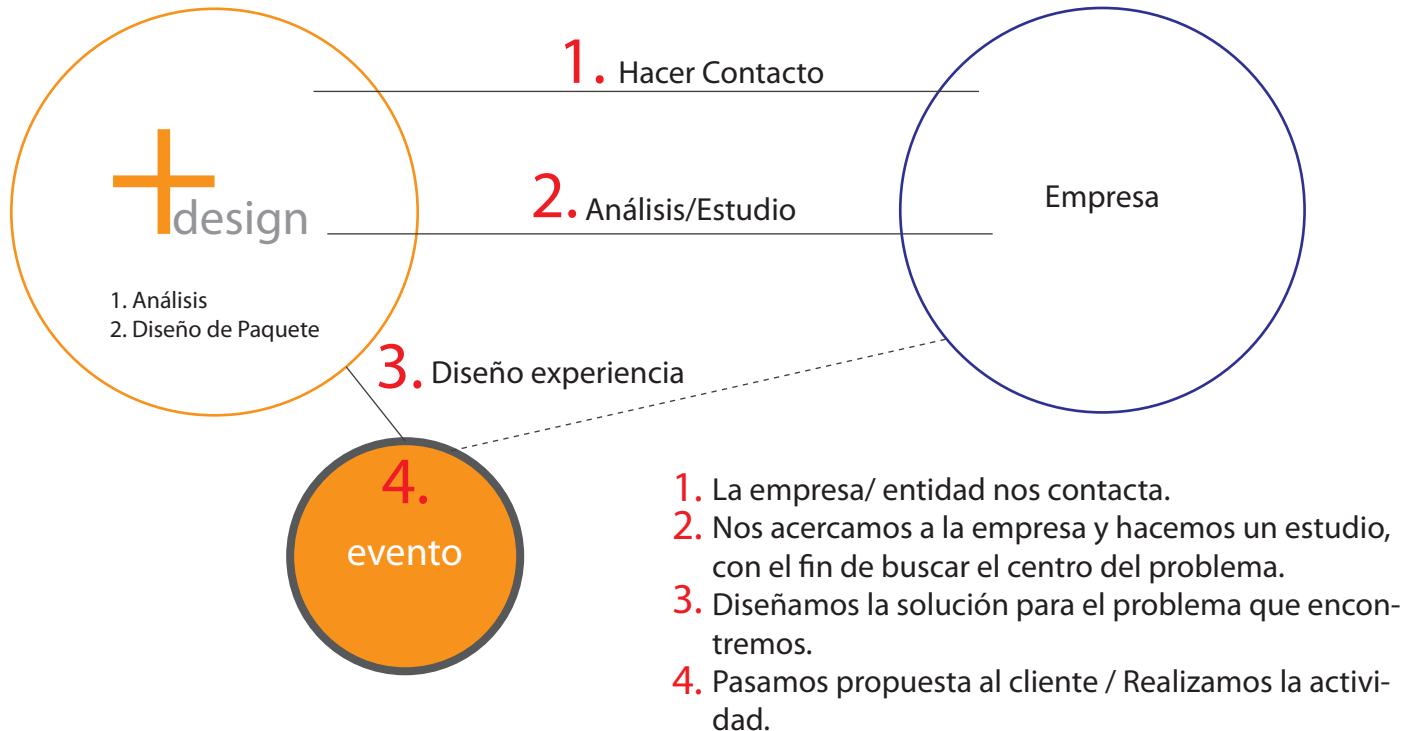 1. Hacer Contacto
+design
2. Análisis/Estudio
Empresa
1. Análisis
2. Diseño de Paquete
3. Diseño experiencia
4.
evento
1. La empresa/ entidad nos contacta.
2. Nos acercamos a la empresa y hacemos un estudio,
con el fin de buscar el centro del problema.
3. Diseñamos la solución para el problema que encon-
tremos.
4. Pasamos propuesta al cliente / Realizamos la activi-
dad.